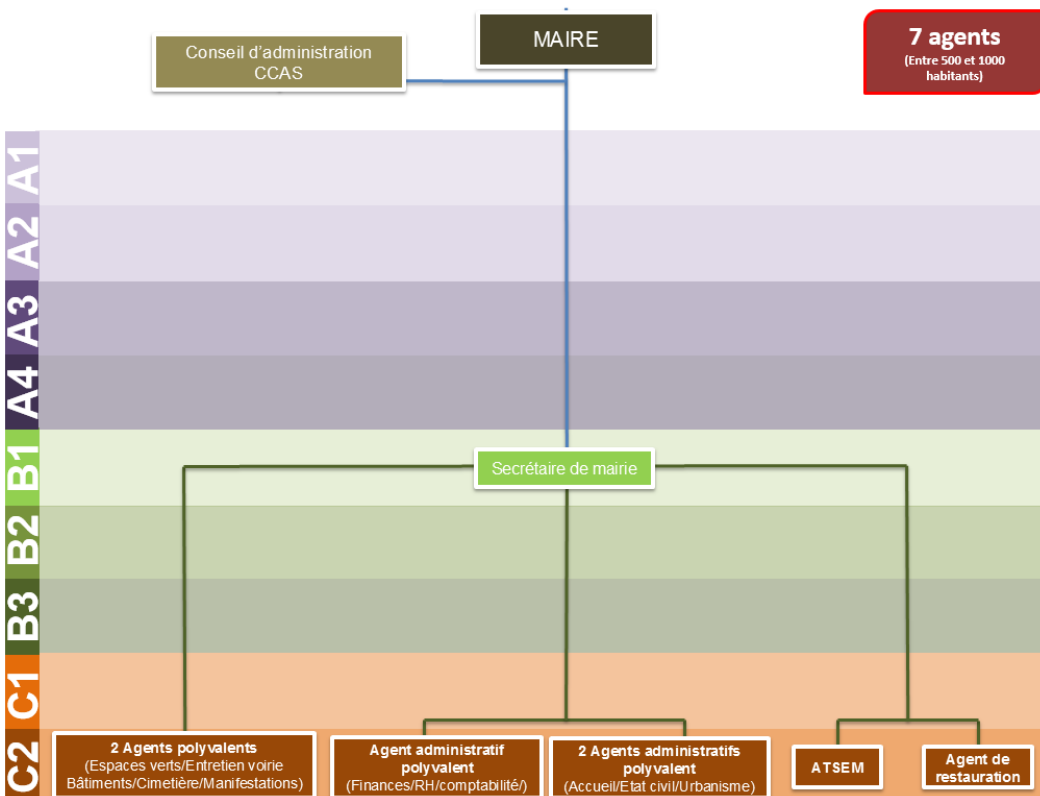 MAIRE
Conseil d'administration
CCAS
7 agents
(Entre 500 et 1000
habitants)
A1
A2
A3
A4
B1
Secrétaire de mairie
B2
B3
C1
C2
2 Agents polyvalents
(Espaces verts/Entretien voirie
Bâtiments/Cimetière/Manifestations)
Agent administratif
polyvalent
(Finances/RH/comptabilité/)
2 Agents administratifs
polyvalent
(Accueil/Etat civil/Urbanisme)
ATSEM
Agent de
restauration